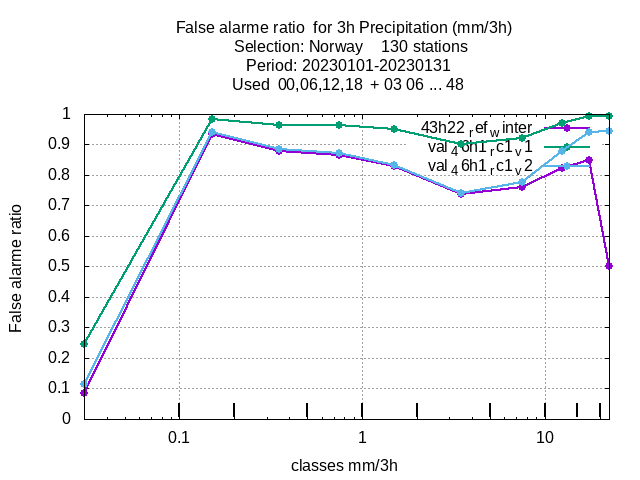 False alarme ratio  for 3h Precipitation (mm/3h)
Selection: Norway    130 stations
Period: 20230101-20230131
Used  00,06,12,18  + 03 06 ... 48
43h22_ref_winter
val_46h1_rc1_v1
val_46h1_rc1_v2
1
0.9
0.8
0.7
0.6
0.5
0.4
0.3
0.2
0.1
0
False alarme ratio
0.1 1 10
classes mm/3h